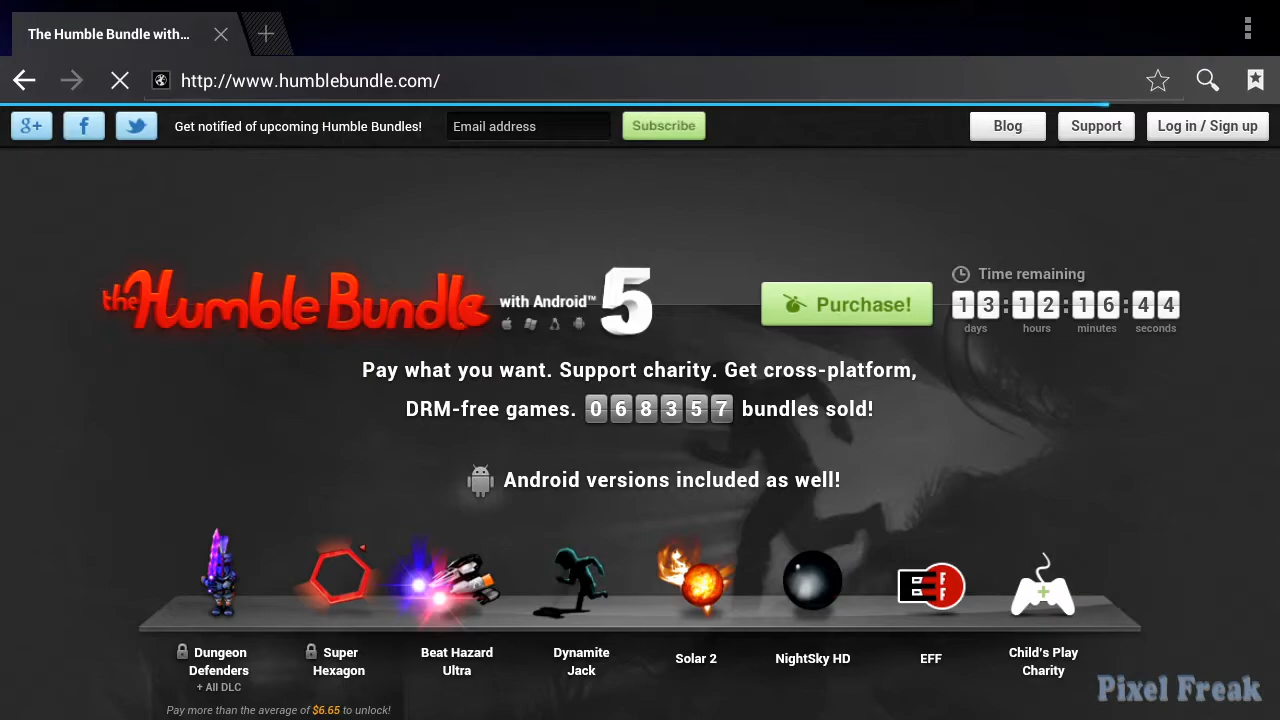 The Humble Bundle with...
http://www.humblebundle.com/
g+ f Get notified of upcoming Humble Bundles! Email address Subscribe Blog Support Log in / Sign up
the Humble Bundle with Android™ 5
Purchase!
Time remaining
13:12:16:44
days hours minutes seconds
Pay what you want. Support charity. Get cross-platform,
DRM-free games. 068357 bundles sold!
Android versions included as well!
EFF
Dungeon Defenders
+ All DLC
Super Hexagon
Beat Hazard Ultra
Dynamite Jack
Solar 2
NightSky HD
EFF
Child's Play Charity
Pay more than the average of $6.65 to unlock!
Pixel Freak